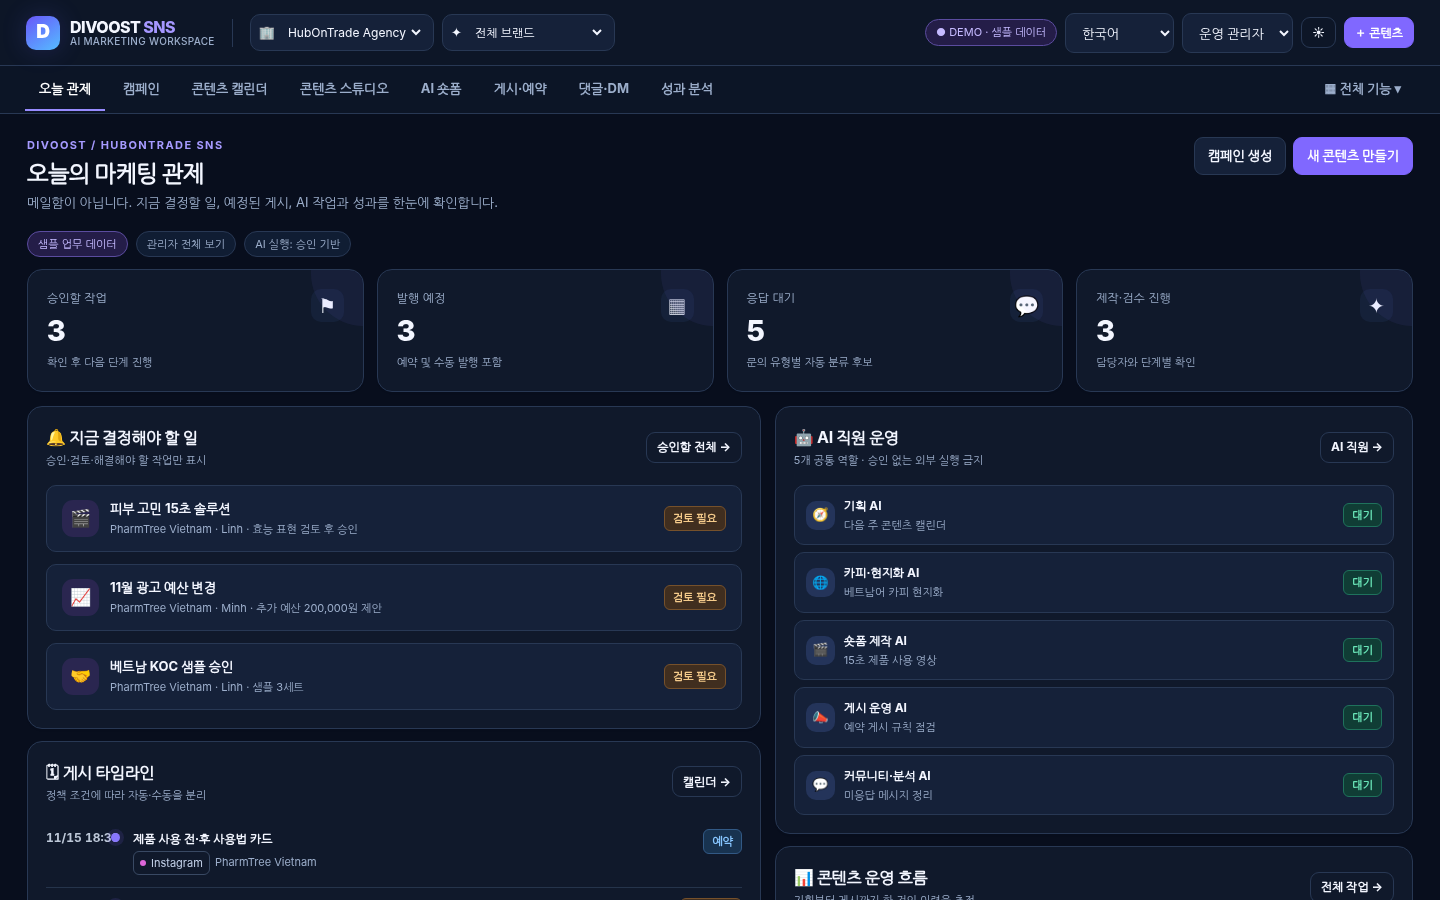 D
DIVOOST SNS
AI MARKETING WORKSPACE
HubOnTrade Agency
전체 브랜드
DEMO · 샘플 데이터
한국어
운영 관리자
+ 콘텐츠
오늘 관제
캠페인
콘텐츠 캘린더
콘텐츠 스튜디오
AI 숏폼
게시·예약
댓글·DM
성과 분석
▦ 전체 기능 ▾
DIVOOST / HUBONTRADE SNS
오늘의 마케팅 관제
메일함이 아닙니다. 지금 결정할 일, 예정된 게시, AI 작업과 성과를 한눈에 확인합니다.
캠페인 생성
새 콘텐츠 만들기
샘플 업무 데이터
관리자 전체 보기
AI 실행: 승인 기반
승인할 작업
3
확인 후 다음 단계 진행
발행 예정
3
예약 및 수동 발행 포함
응답 대기
5
문의 유형별 자동 분류 후보
제작·검수 진행
3
담당자와 단계별 확인
🔔 지금 결정해야 할 일
승인·검토·해결해야 할 작업만 표시
승인할 전체 →
피부 고민 15초 솔루션
PharmTree Vietnam · Linh · 효능 표현 검토 후 승인
검토 필요
11월 광고 예산 변경
PharmTree Vietnam · Minh · 추가 예산 200,000원 제안
검토 필요
베트남 KOC 샘플 승인
PharmTree Vietnam · Linh · 샘플 3세트
검토 필요
🗓 게시 타임라인
정책 조건에 따라 자동·수동을 분리
캘린더 →
11/15 18:3
제품 사용 전·후 사용법 카드
Instagram
PharmTree Vietnam
예약
🤖 AI 직원 운영
5개 공통 역할 · 승인 없는 외부 실행 금지
AI 직원 →
기획 AI
다음 주 콘텐츠 캘린더
대기
카피·현지화 AI
베트남어 카피 현지화
대기
숏폼 제작 AI
15초 제품 사용 영상
대기
게시 운영 AI
예약 게시 규칙 점검
대기
커뮤니티·분석 AI
미응답 메시지 정리
대기
📊 콘텐츠 운영 흐름
전체 작업 →